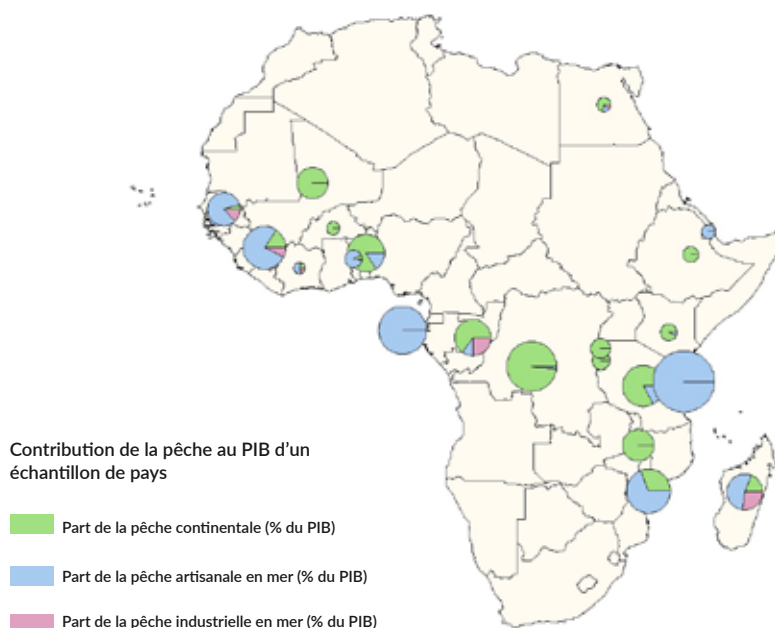 Contribution de la pêche au PIB d’un
échantillon de pays
Part de la pêche continentale (% du PIB)
Part de la pêche artisanale en mer (% du PIB)
Part de la pêche industrielle en mer (% du PIB)